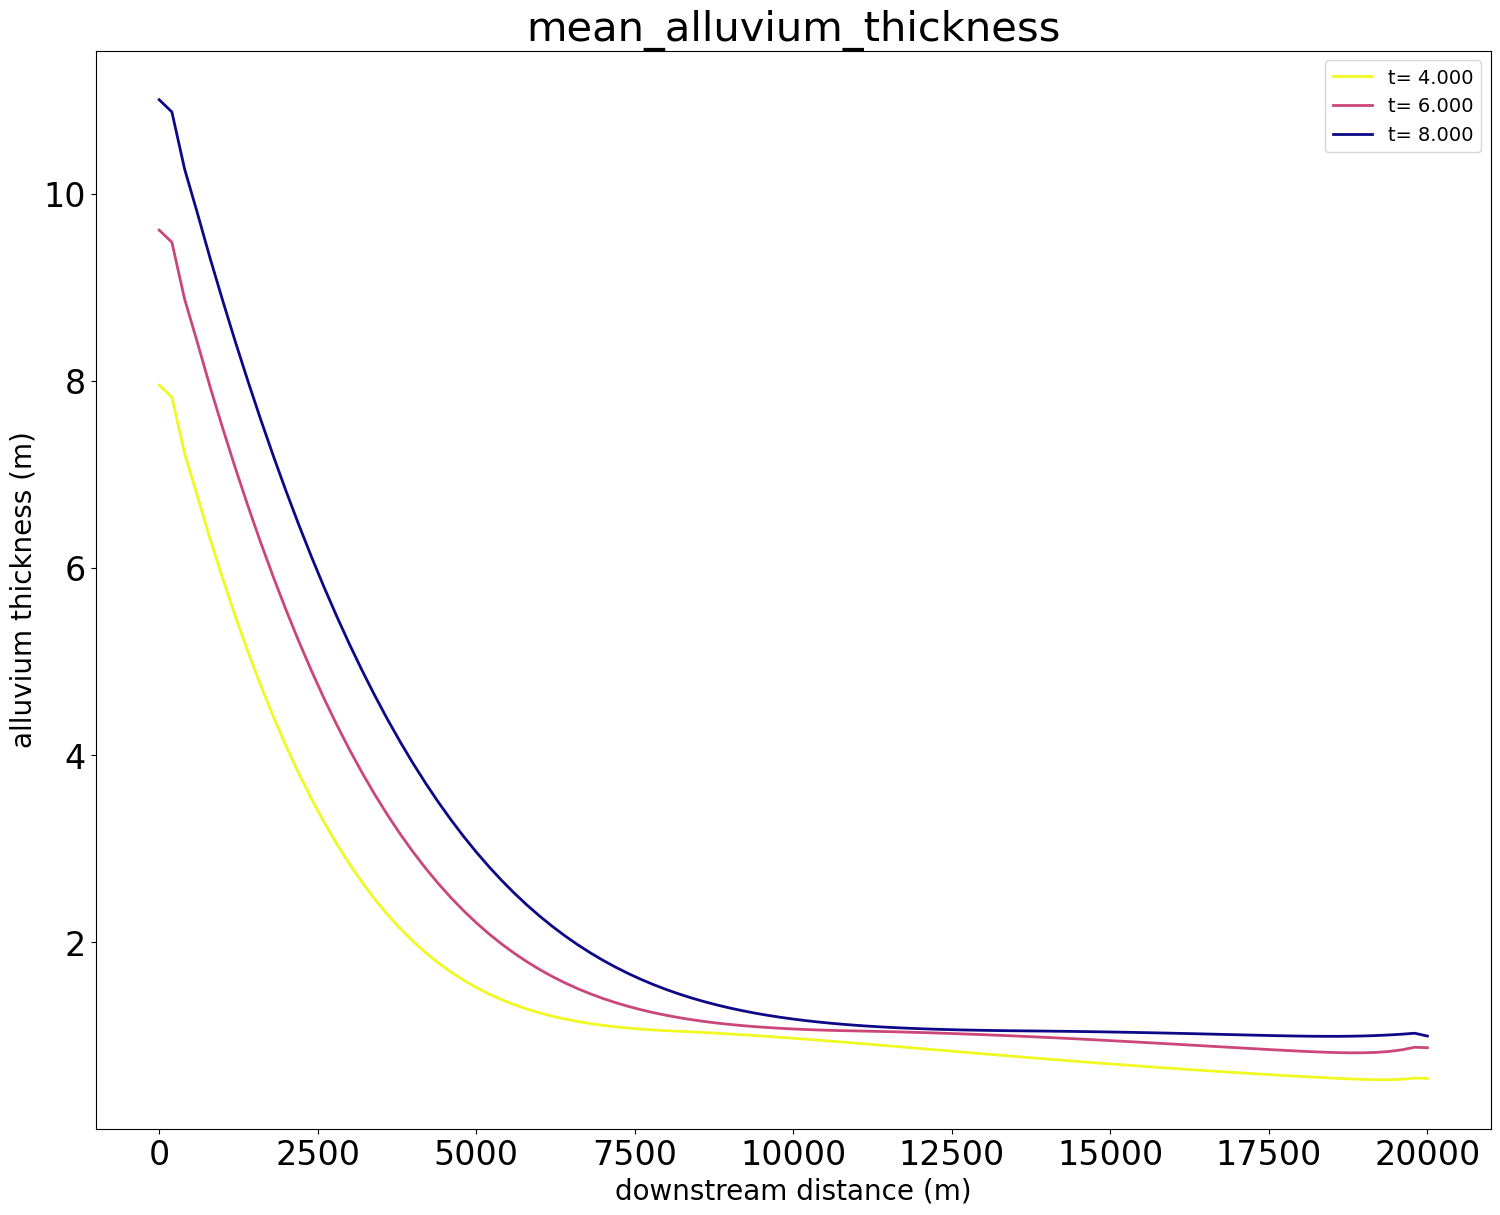 mean_alluvium_thickness
t= 4.000
t= 6.000
t= 8.000
alluvium thickness (m)
10
8
6
4
2
0 2500 5000 7500 10000 12500 15000 17500 20000
downstream distance (m)